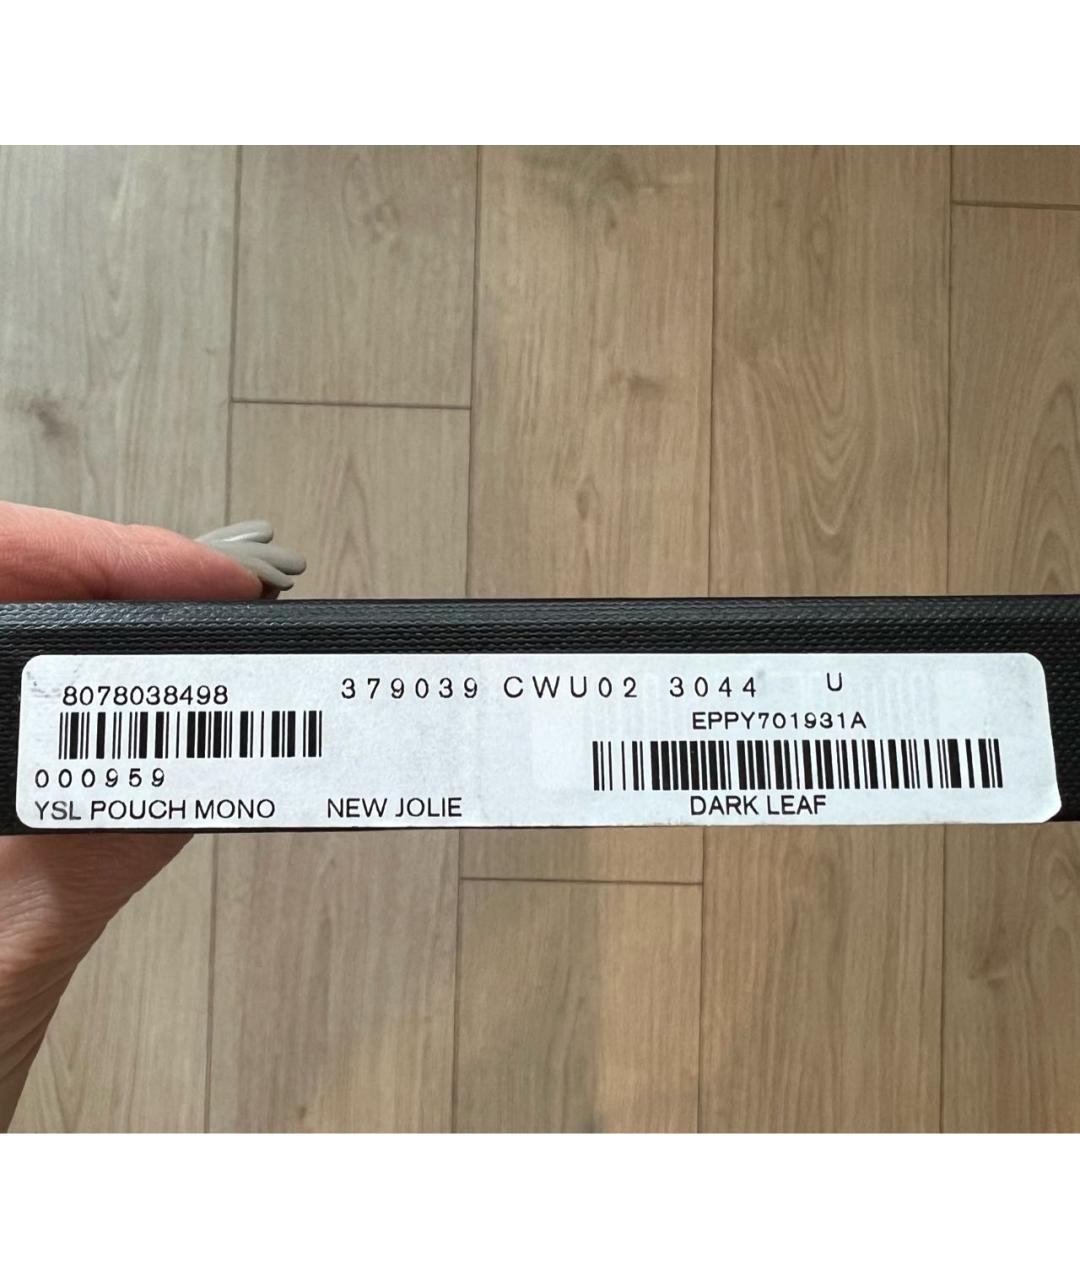 8078038498 379039 CWU02 3044 U
EPPY701931A
000959
YSL POUCH MONO NEW JOLIE DARK LEAF